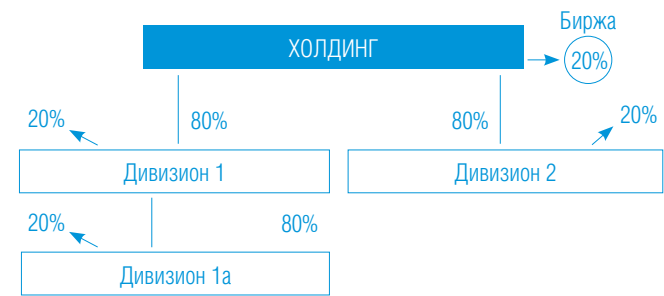 Биржа
ХОЛДИНГ
20%
20%
80%
80%
20%
Дивизион 1
Дивизион 2
20%
80%
Дивизион 1а